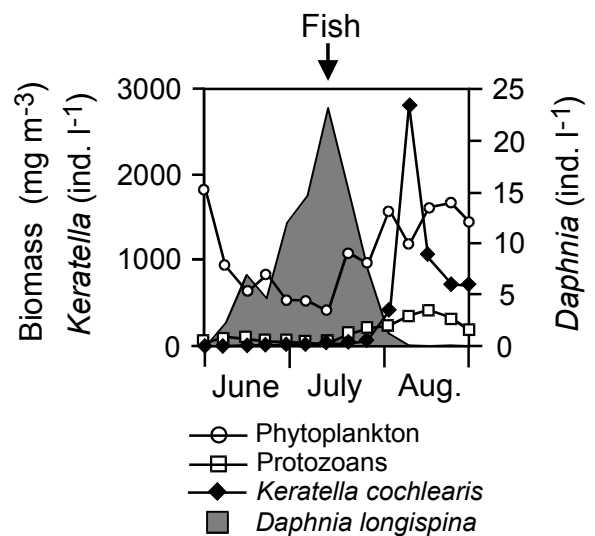 Fish
Biomass (mg m-3)
Keratella (ind. l-1)
3000
2000
1000
0
25
20
15
10
5
0
Daphnia (ind. l-1)
June July Aug.
Phytoplankton
Protozoans
Keratella cochlearis
Daphnia longispina